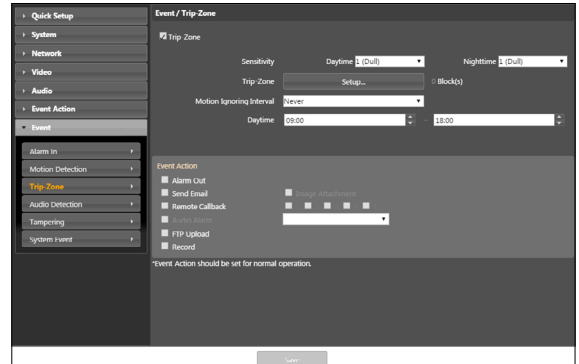 Quick Setup
System
Network
Video
Audio
Event Action
Event
Alarm In
Motion Detection
Trip-Zone
Audio Detection
Tampering
System Event
Event / Trip-Zone
Trip Zone
Sensitivity Daytime 1 (Dull) Nighttime 1 (Dull)
Trip-Zone Setup... 0 Block(s)
Motion Ignoring Interval Never
Daytime 09:00 ~ 18:00
Event Action
Alarm Out
Send Email Image Attachment
Remote Callback
Audio Alarm
FTP Upload
Record
*Event Action should be set for normal operation.
Save